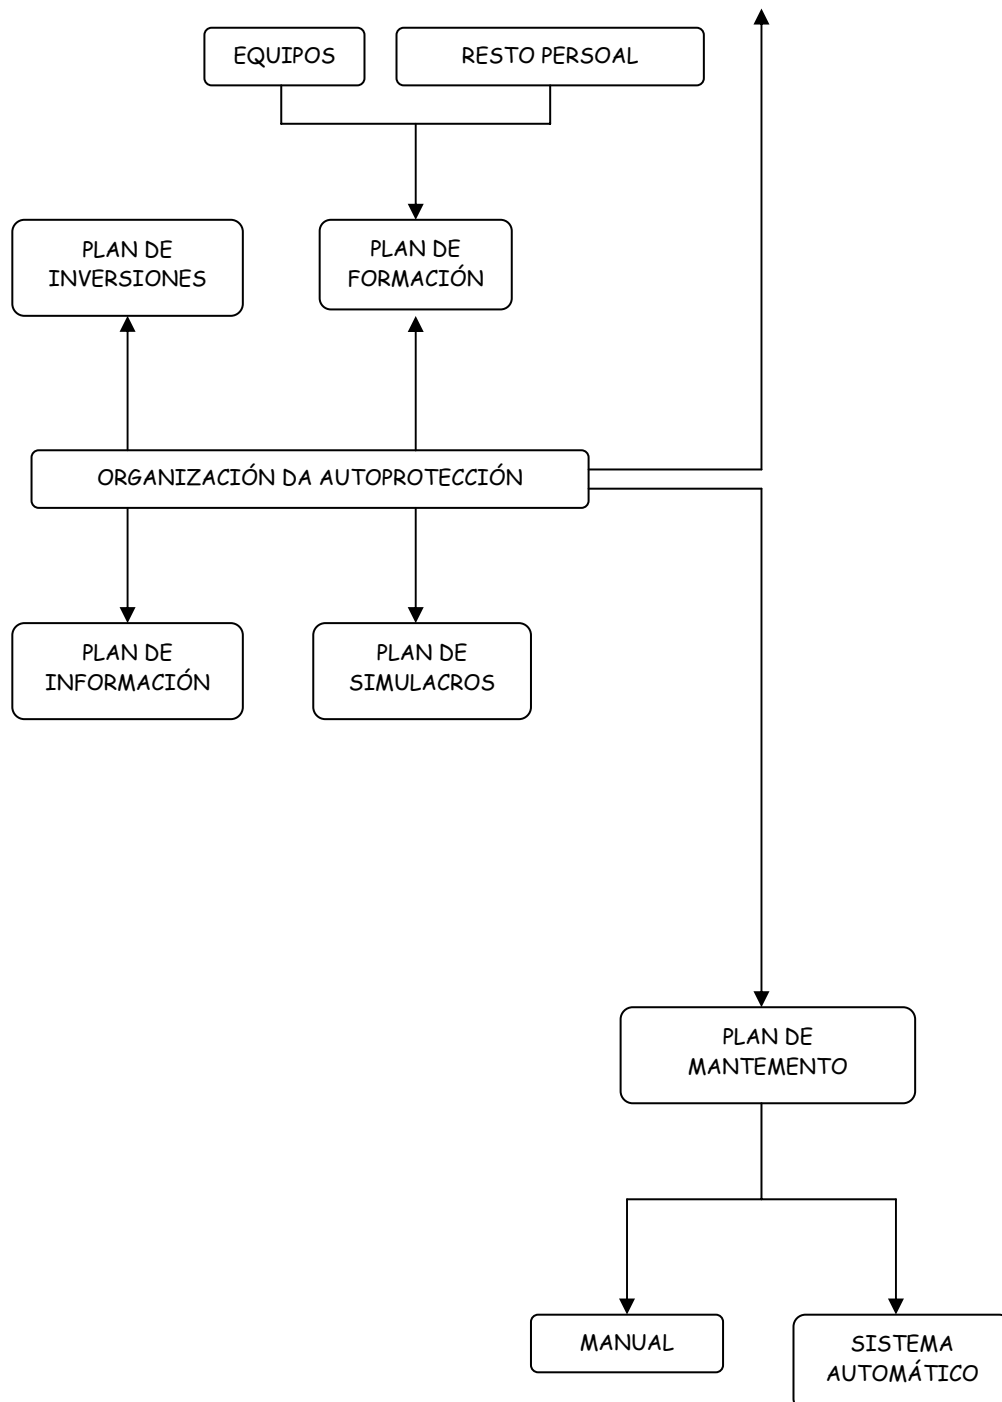 EQUIPOS
RESTO PERSOAL
PLAN DE
INVERSIONES
PLAN DE
FORMACIÓN
ORGANIZACIÓN DA AUTOPROTECCIÓN
PLAN DE
INFORMACIÓN
PLAN DE
SIMULACROS
PLAN DE
MANTEMENTO
MANUAL
SISTEMA
AUTOMÁTICO